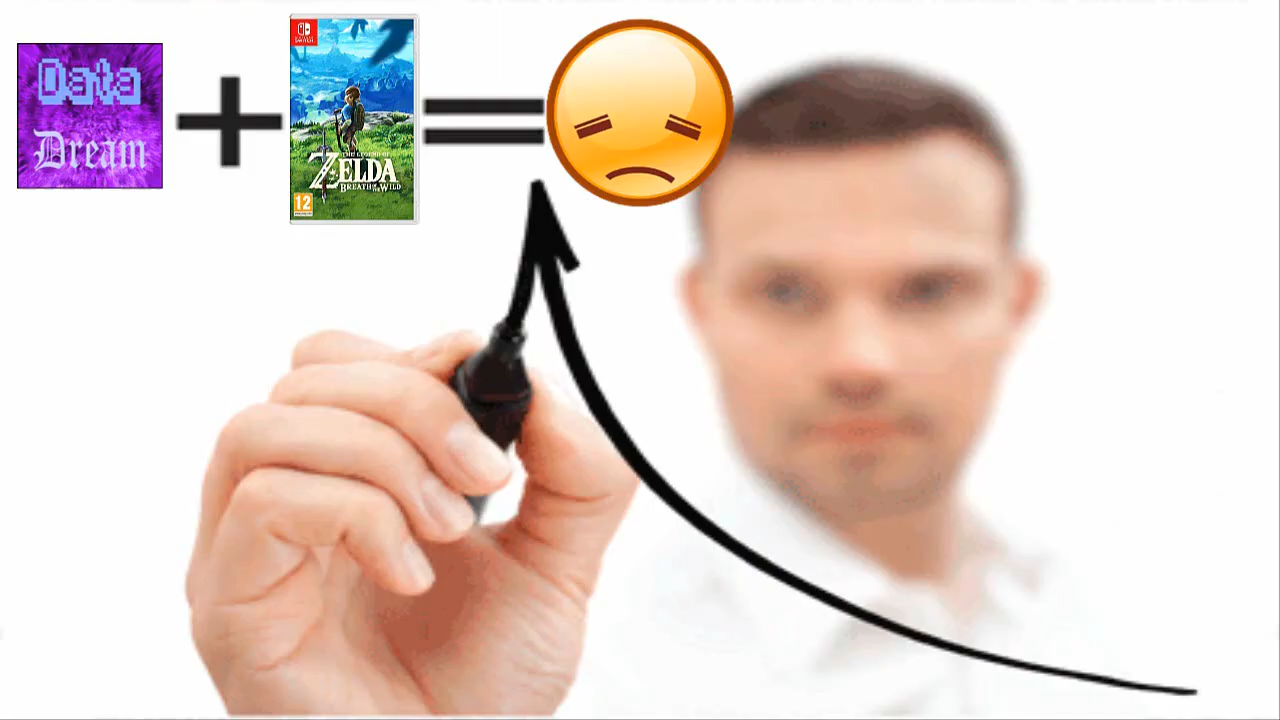 Data
Dream
THE LEGEND OF
ZELDA
BREATH OF THE WILD
12